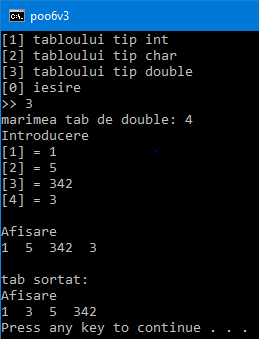 poo6v3
[1] tabloului tip int
[2] tabloului tip char
[3] tabloului tip double
[0] iesire
>> 3
marimea tab de double: 4
Introducere
[1] = 1
[2] = 5
[3] = 342
[4] = 3
Afisare
1 5 342 3
tab sortat:
Afisare
1 3 5 342
Press any key to continue . . .